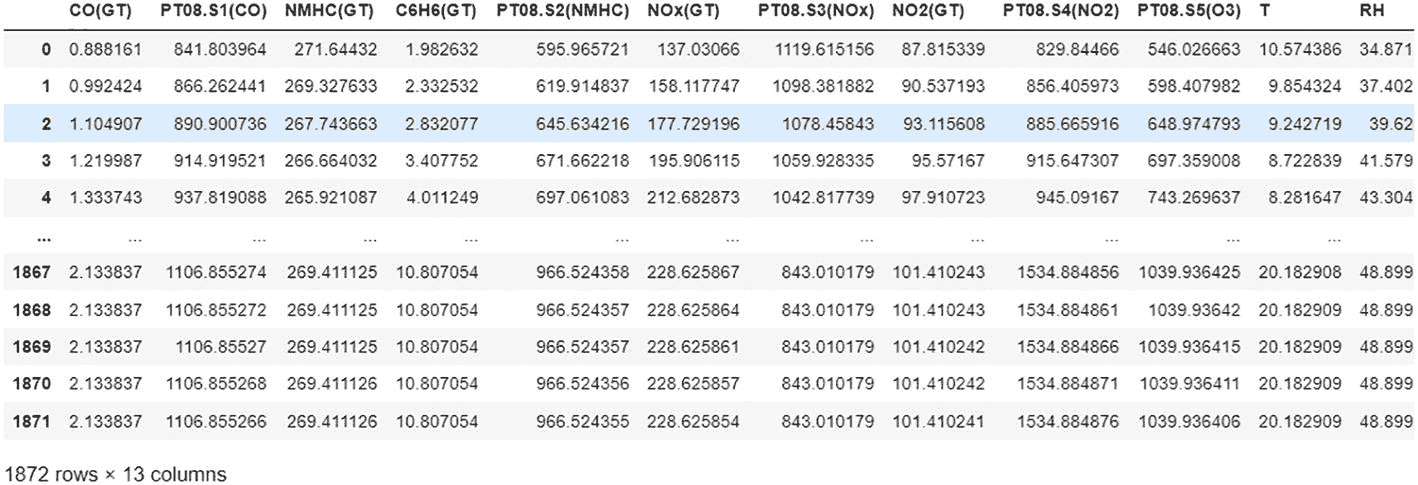 CO(GT) PT08.S1(CO) NMHC(GT) C6H6(GT) PT08.S2(NMHC) NOx(GT) PT08.S3(NOx) NO2(GT) PT08.S4(NO2) PT08.S5(O3) T RH
0 0.888161 841.803964 271.64432 1.982632 595.965721 137.03066 1119.615156 87.815339 829.84466 546.026663 10.574386 34.871
1 0.992424 866.262441 269.327633 2.332532 619.914837 158.117747 1098.381882 90.537193 856.405973 598.407982 9.854324 37.402
2 1.104907 890.900736 267.743663 2.832077 645.634216 177.729196 1078.45843 93.115608 885.665916 648.974793 9.242719 39.62
3 1.219987 914.919521 266.664032 3.407752 671.662218 195.906115 1059.928335 95.57167 915.647307 697.359008 8.722839 41.579
4 1.333743 937.819088 265.921087 4.011249 697.061083 212.682873 1042.817739 97.910723 945.09167 743.269637 8.281647 43.304
... ... ... ... ... ... ... ... ... ... ... ...
1867 2.133837 1106.855274 269.411125 10.807054 966.524358 228.625867 843.010179 101.410243 1534.884856 1039.936425 20.182908 48.899
1868 2.133837 1106.855272 269.411125 10.807054 966.524357 228.625864 843.010179 101.410243 1534.884861 1039.93642 20.182909 48.899
1869 2.133837 1106.85527 269.411125 10.807054 966.524357 228.625861 843.010179 101.410242 1534.884866 1039.936415 20.182909 48.899
1870 2.133837 1106.855268 269.411126 10.807054 966.524356 228.625857 843.010179 101.410242 1534.884871 1039.936411 20.182909 48.899
1871 2.133837 1106.855266 269.411126 10.807054 966.524355 228.625854 843.010179 101.410241 1534.884876 1039.936406 20.182909 48.899
1872 rows × 13 columns